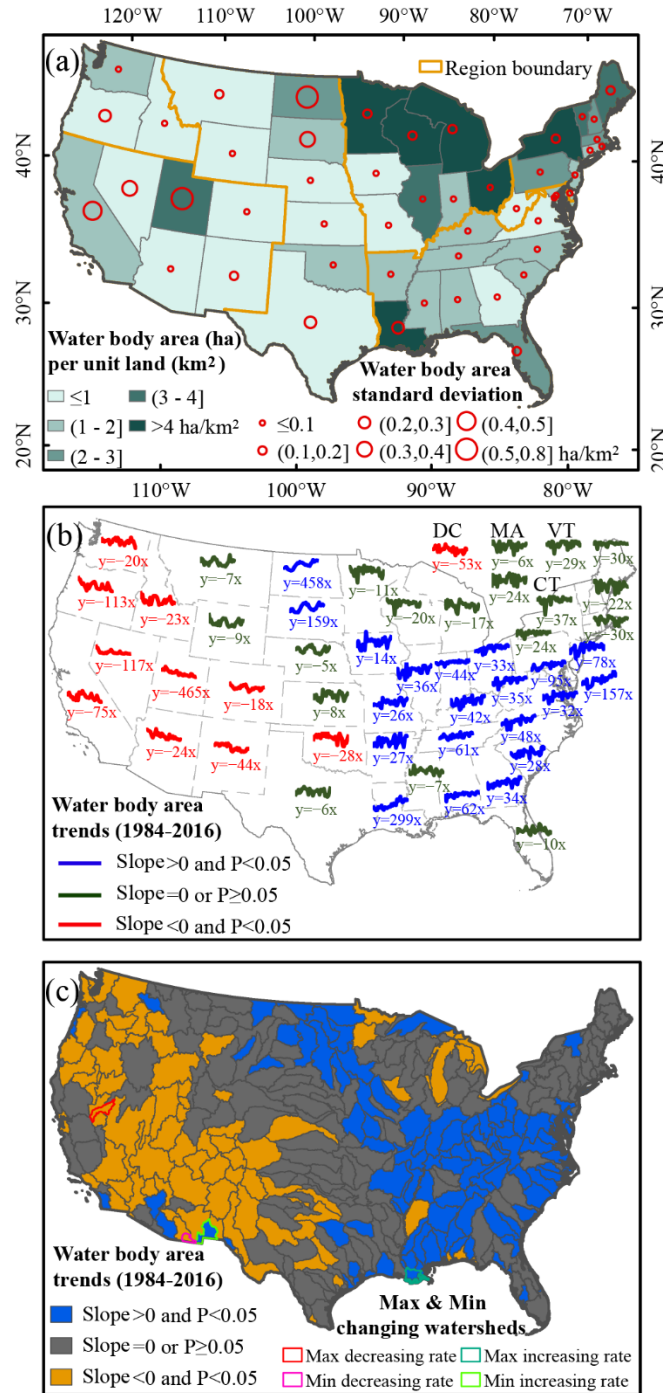 120°W 110°W 100°W 90°W 80°W 70°W
(a)
Region boundary
40°N 40°N
30°N 30°N
20°N 20°N
Water body area (ha)
per unit land (km²)
≤1 (3 - 4]
(1 - 2] >4 ha/km²
(2 - 3]
Water body area
standard deviation
≤0.1 (0.2,0.3] (0.4,0.5]
(0.1,0.2] (0.3,0.4] (0.5,0.8] ha/km²
110°W 100°W 90°W 80°W
(b)
DC MA VT
y=−20x y=−7x y=458x y=−11x y=−53x y=−6x y=29x y=30x
y=−113x y=−23x y=−9x y=159x y=−20x y=−17x y=24x CT y=37x y=−22x
y=24x y=−30x
y=−117x y=−465x y=−18x y=−5x y=14x y=36x y=44x y=33x y=95x y=78x
y=−75x y=8x y=26x y=42x y=35x y=32x y=157x
y=−24x y=−44x y=−28x y=27x y=61x y=48x
y=28x
y=−6x y=−7x y=299x y=62x y=34x
y=−10x
Water body area
trends (1984-2016)
Slope>0 and P<0.05
Slope=0 or P≥0.05
Slope<0 and P<0.05
(c)
Water body area
trends (1984-2016)
Slope>0 and P<0.05
Slope=0 or P≥0.05
Slope<0 and P<0.05
Max & Min
changing watersheds
Max decreasing rate Max increasing rate
Min decreasing rate Min increasing rate